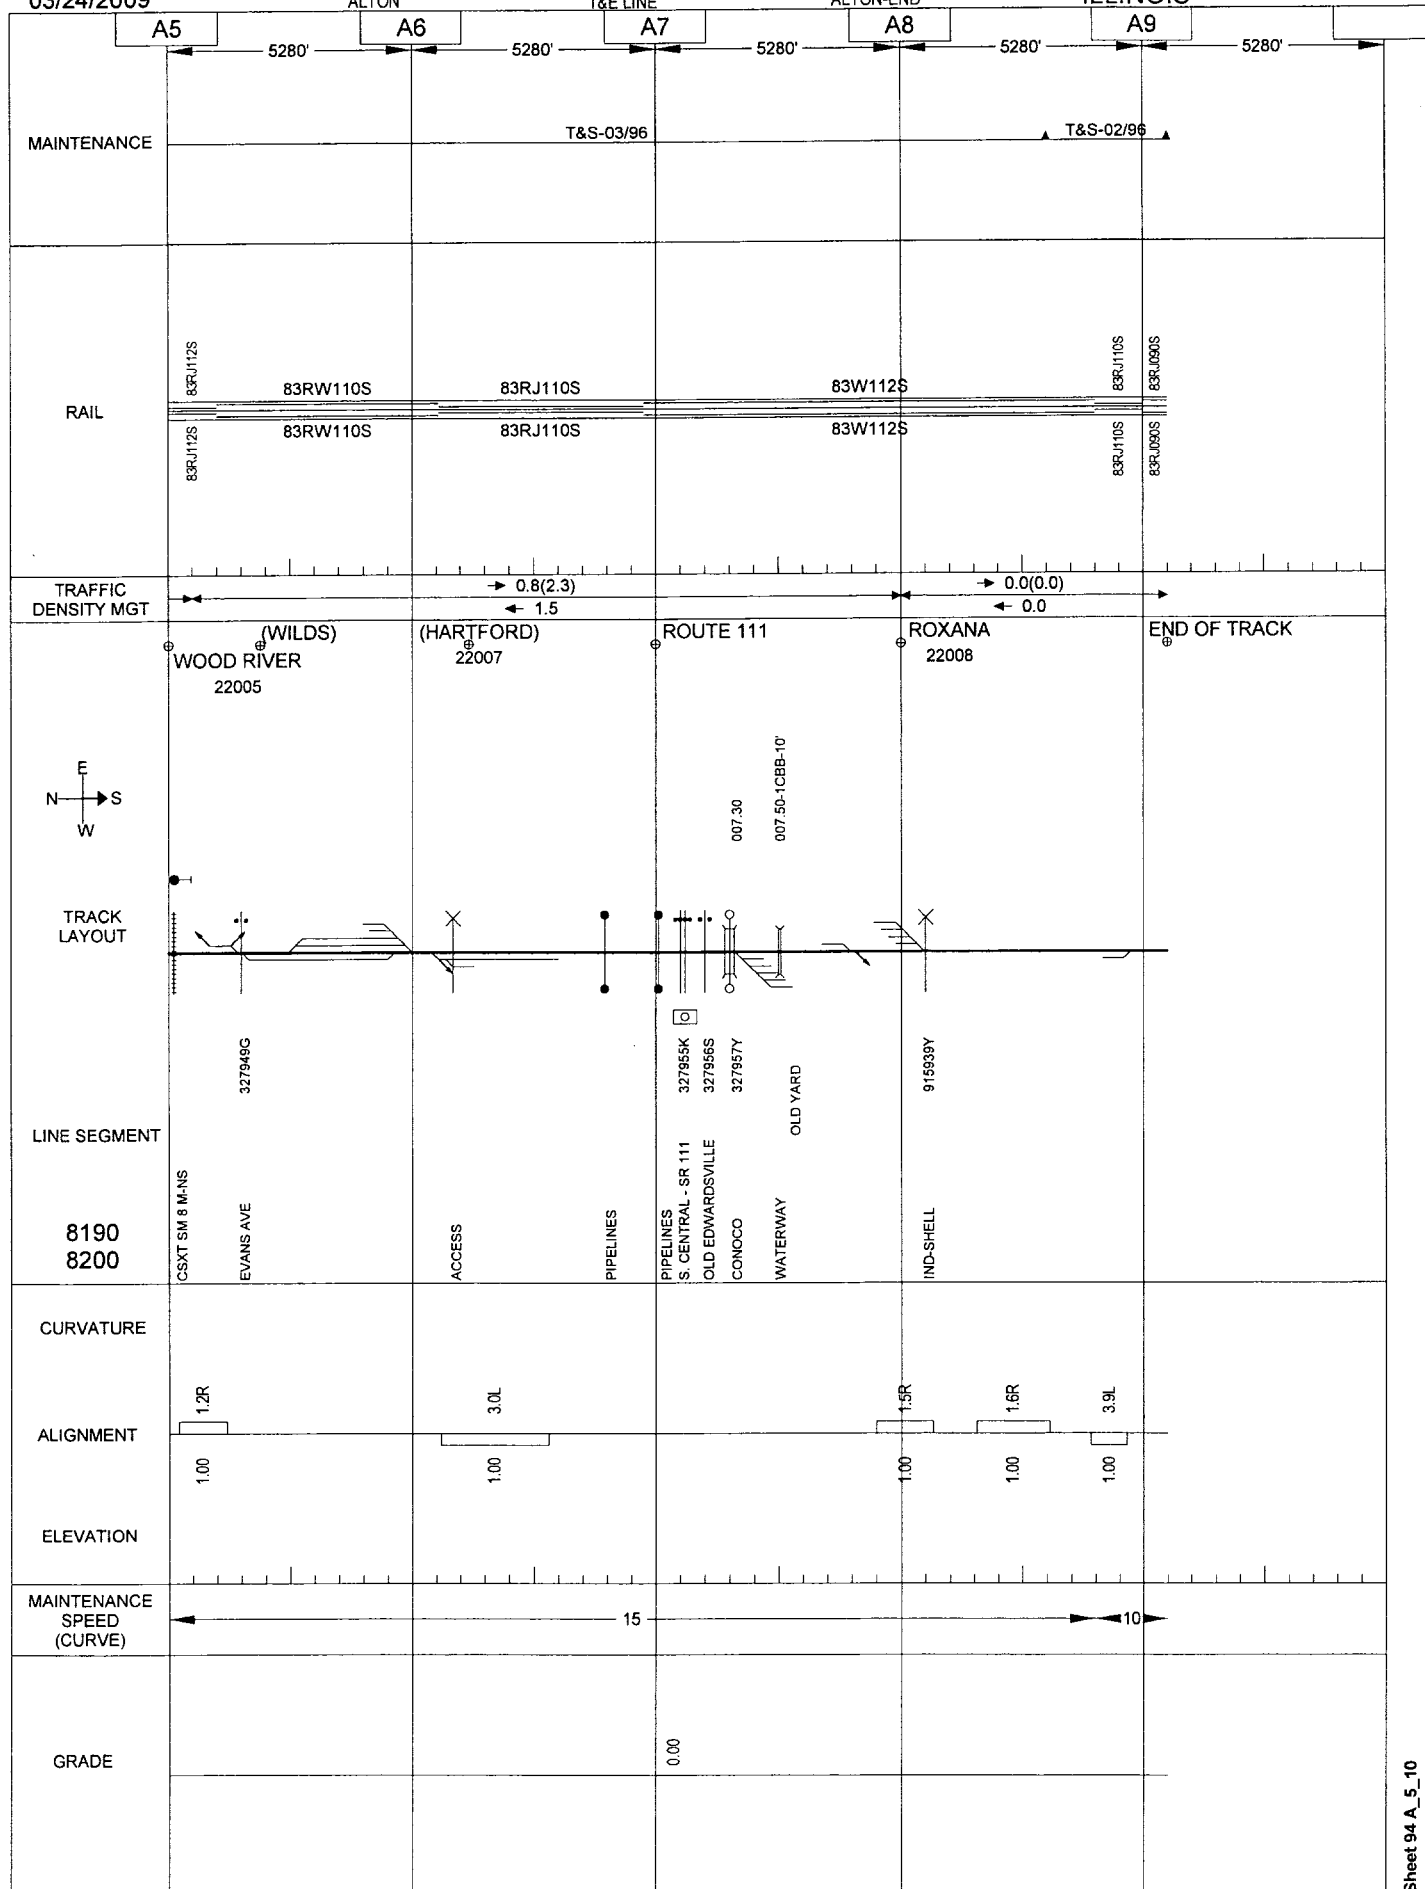 03/24/2009 ALTON T&E LINE ALTON-END ILLINOIS
A5 A6 A7 A8 A9
5280' 5280' 5280' 5280' 5280'
MAINTENANCE T&S-03/96 T&S-02/96
83RJ112S 83RJ110S 83RJ090S
83RW110S 83RJ110S 83W112S
RAIL
83RW110S 83RJ110S 83W112S
83RJ112S 83RJ110S 83RJ090S
TRAFFIC
DENSITY MGT
0.8(2.3) 0.0(0.0)
1.5 0.0
(WILDS) (HARTFORD) ROUTE 111 ROXANA END OF TRACK
WOOD RIVER 22007 22008
22005
E
N S
W
007.30
007.50-1CBB-10'
TRACK
LAYOUT
327949G
327955K
327956S
327957Y
OLD YARD
915939Y
LINE SEGMENT
8190
8200
CSXT SM 8 M-NS
EVANS AVE
ACCESS
PIPELINES
PIPELINES
S. CENTRAL - SR 111
OLD EDWARDSVILLE
CONOCO
WATERWAY
IND-SHELL
CURVATURE
1.2R 3.0L 1.5R 1.6R 3.9L
ALIGNMENT
1.00 1.00 1.00 1.00 1.00
ELEVATION
MAINTENANCE
SPEED
(CURVE)
15 10
GRADE
0.00
Sheet 94 A_5_10